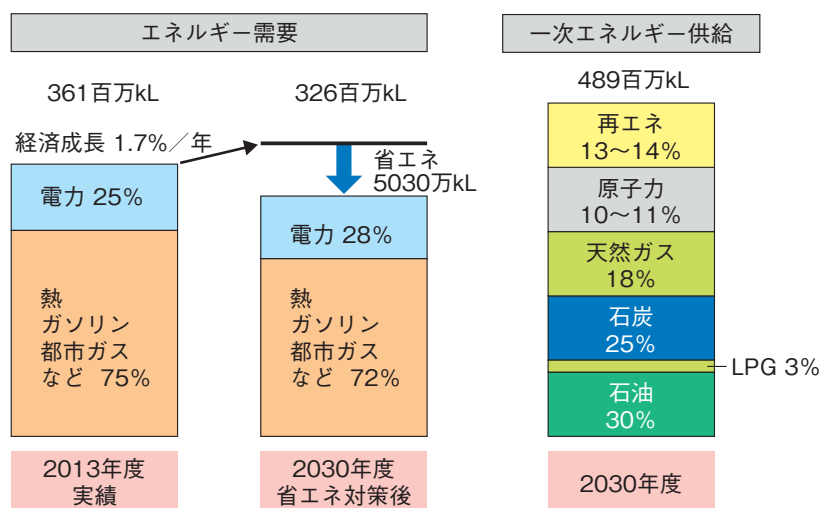 エネルギー需要
361百万kL
326百万kL
経済成長 1.7%／年
省エネ
5030万kL
電力 25%
電力 28%
熱
ガソリン
都市ガス
など 75%
熱
ガソリン
都市ガス
など 72%
2013年度
実績
2030年度
省エネ対策後
一次エネルギー供給
489百万kL
再エネ
13〜14%
原子力
10〜11%
天然ガス
18%
石炭
25%
LPG 3%
石油
30%
2030年度